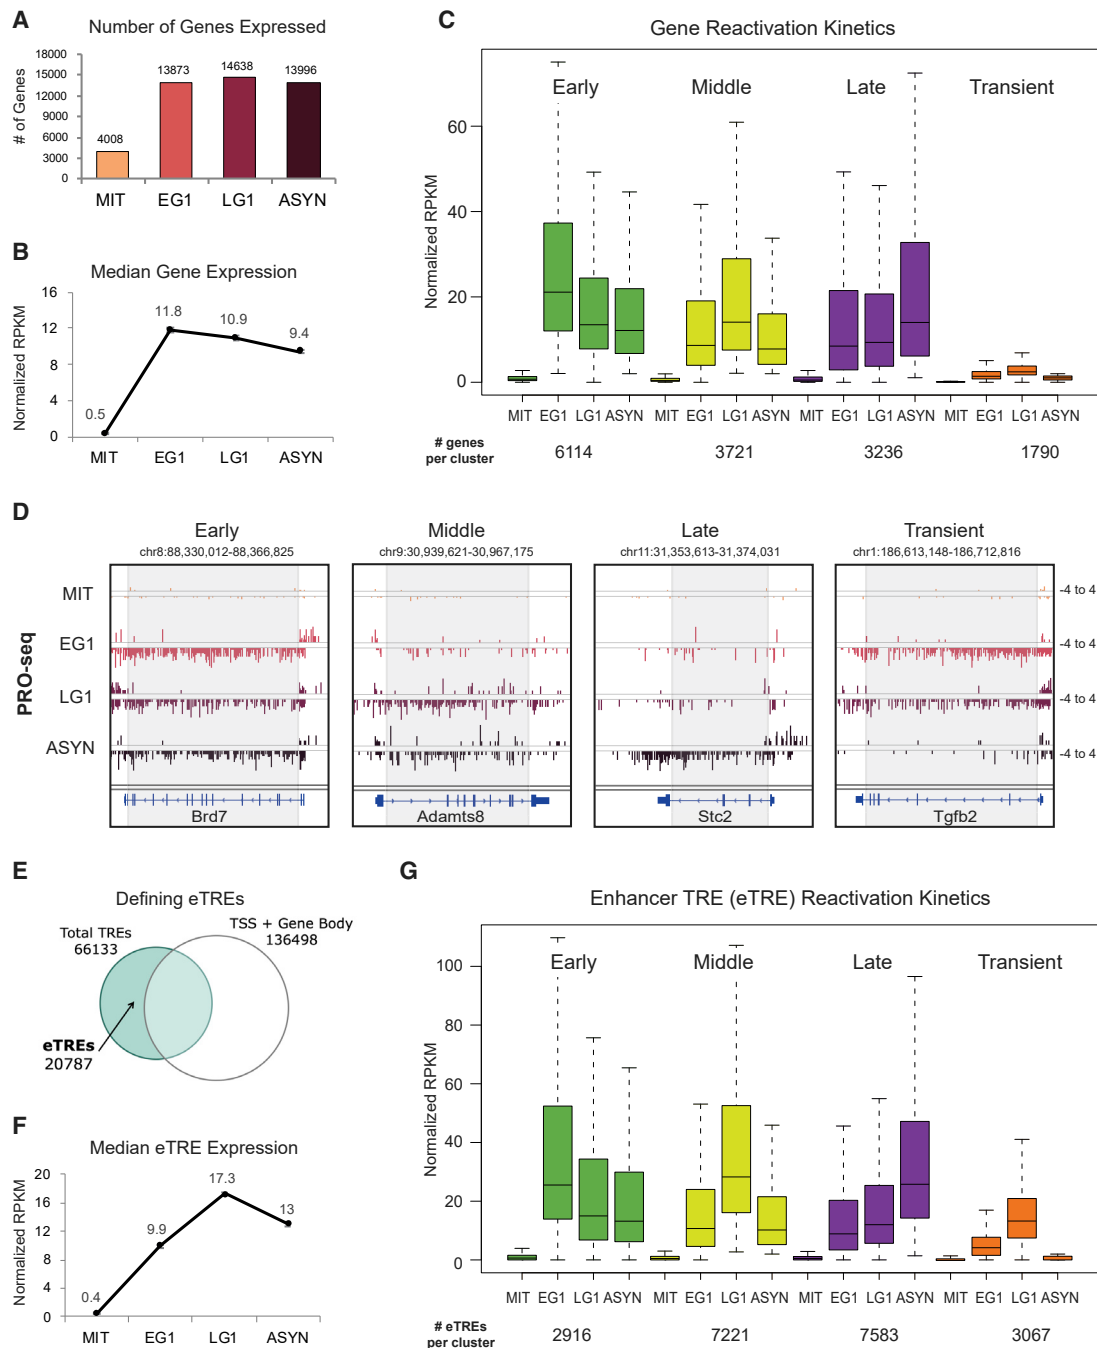 A
Number of Genes Expressed
# of Genes
18000
15000
12000
9000
6000
3000
0
4008
13873
14638
13996
MIT EG1 LG1 ASYN
B
Median Gene Expression
Normalized RPKM
16
12
8
4
0
0.5
11.8
10.9
9.4
MIT EG1 LG1 ASYN
C
Gene Reactivation Kinetics
Early Middle Late Transient
Normalized RPKM
60
40
20
0
MIT EG1 LG1 ASYN MIT EG1 LG1 ASYN MIT EG1 LG1 ASYN MIT EG1 LG1 ASYN
# genes
per cluster
6114 3721 3236 1790
D
Early Middle Late Transient
chr8:88,330,012-88,366,825 chr9:30,939,621-30,967,175 chr11:31,353,613-31,374,031 chr1:186,613,148-186,712,816
PRO-seq
MIT -4 to 4
EG1 -4 to 4
LG1 -4 to 4
ASYN -4 to 4
Brd7 Adamts8 Stc2 Tgfb2
E
Defining eTREs
Total TREs
66133
TSS + Gene Body
136498
eTREs
20787
F
Median eTRE Expression
Normalized RPKM
20
16
12
8
4
0
0.4
9.9
17.3
13
MIT EG1 LG1 ASYN
G
Enhancer TRE (eTRE) Reactivation Kinetics
Early Middle Late Transient
Normalized RPKM
100
80
60
40
20
0
MIT EG1 LG1 ASYN MIT EG1 LG1 ASYN MIT EG1 LG1 ASYN MIT EG1 LG1 ASYN
# eTREs
per cluster
2916 7221 7583 3067